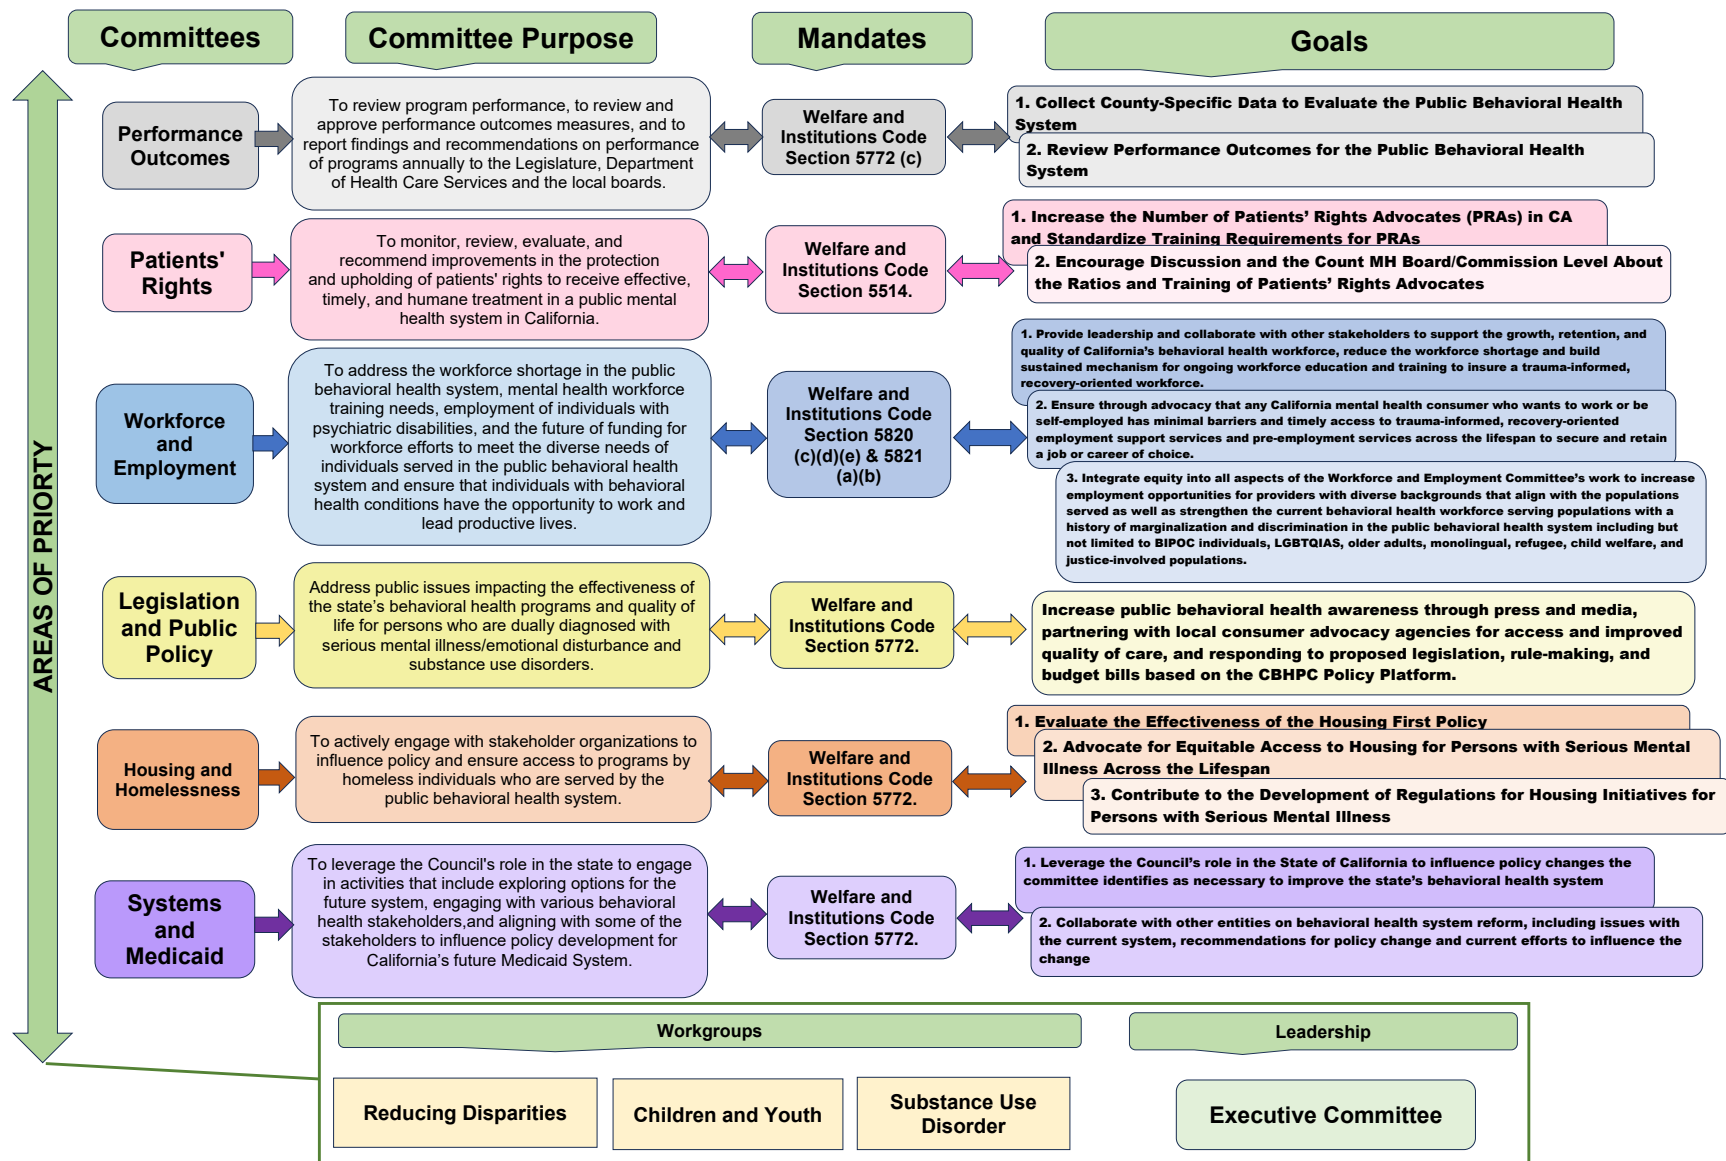 Committees
Committee Purpose
Mandates
Goals
AREAS OF PRIORITY
Performance
Outcomes
To review program performance, to review and
approve performance outcomes measures, and to
report findings and recommendations on performance
of programs annually to the Legislature, Department
of Health Care Services and the local boards.
Welfare and
Institutions Code
Section 5772 (c)
1. Collect County-Specific Data to Evaluate the Public Behavioral Health
System
2. Review Performance Outcomes for the Public Behavioral Health
System
Patients'
Rights
To monitor, review, evaluate, and
recommend improvements in the protection
and upholding of patients' rights to receive effective,
timely, and humane treatment in a public mental
health system in California.
Welfare and
Institutions Code
Section 5514.
1. Increase the Number of Patients’ Rights Advocates (PRAs) in CA
and Standardize Training Requirements for PRAs
2. Encourage Discussion and the Count MH Board/Commission Level About
the Ratios and Training of Patients’ Rights Advocates
Workforce
and
Employment
To address the workforce shortage in the public
behavioral health system, mental health workforce
training needs, employment of individuals with
psychiatric disabilities, and the future of funding for
workforce efforts to meet the diverse needs of
individuals served in the public behavioral health
system and ensure that individuals with behavioral
health conditions have the opportunity to work and
lead productive lives.
Welfare and
Institutions Code
Section 5820
(c)(d)(e) & 5821
(a)(b)
1. Provide leadership and collaborate with other stakeholders to support the growth, retention, and
quality of California’s behavioral health workforce, reduce the workforce shortage and build
sustained mechanism for ongoing workforce education and training to insure a trauma-informed,
recovery-oriented workforce.
2. Ensure through advocacy that any California mental health consumer who wants to work or be
self-employed has minimal barriers and timely access to trauma-informed, recovery-oriented
employment support services and pre-employment services across the lifespan to secure and retain
a job or career of choice.
3. Integrate equity into all aspects of the Workforce and Employment Committee’s work to increase
employment opportunities for providers with diverse backgrounds that align with the populations
served as well as strengthen the current behavioral health workforce serving populations with a
history of marginalization and discrimination in the public behavioral health system including but
not limited to BIPOC individuals, LGBTQIAS, older adults, monolingual, refugee, child welfare, and
justice-involved populations.
Legislation
and Public
Policy
Address public issues impacting the effectiveness of
the state’s behavioral health programs and quality of
life for persons who are dually diagnosed with
serious mental illness/emotional disturbance and
substance use disorders.
Welfare and
Institutions Code
Section 5772.
Increase public behavioral health awareness through press and media,
partnering with local consumer advocacy agencies for access and improved
quality of care, and responding to proposed legislation, rule-making, and
budget bills based on the CBHPC Policy Platform.
Housing and
Homelessness
To actively engage with stakeholder organizations to
influence policy and ensure access to programs by
homeless individuals who are served by the
public behavioral health system.
Welfare and
Institutions Code
Section 5772.
1. Evaluate the Effectiveness of the Housing First Policy
2. Advocate for Equitable Access to Housing for Persons with Serious Mental
Illness Across the Lifespan
3. Contribute to the Development of Regulations for Housing Initiatives for
Persons with Serious Mental Illness
Systems
and
Medicaid
To leverage the Council's role in the state to engage
in activities that include exploring options for the
future system, engaging with various behavioral
health stakeholders,and aligning with some of the
stakeholders to influence policy development for
California’s future Medicaid System.
Welfare and
Institutions Code
Section 5772.
1. Leverage the Council’s role in the State of California to influence policy changes the
committee identifies as necessary to improve the state’s behavioral health system
2. Collaborate with other entities on behavioral health system reform, including issues with
the current system, recommendations for policy change and current efforts to influence the
change
Workgroups
Leadership
Reducing Disparities
Children and Youth
Substance Use
Disorder
Executive Committee